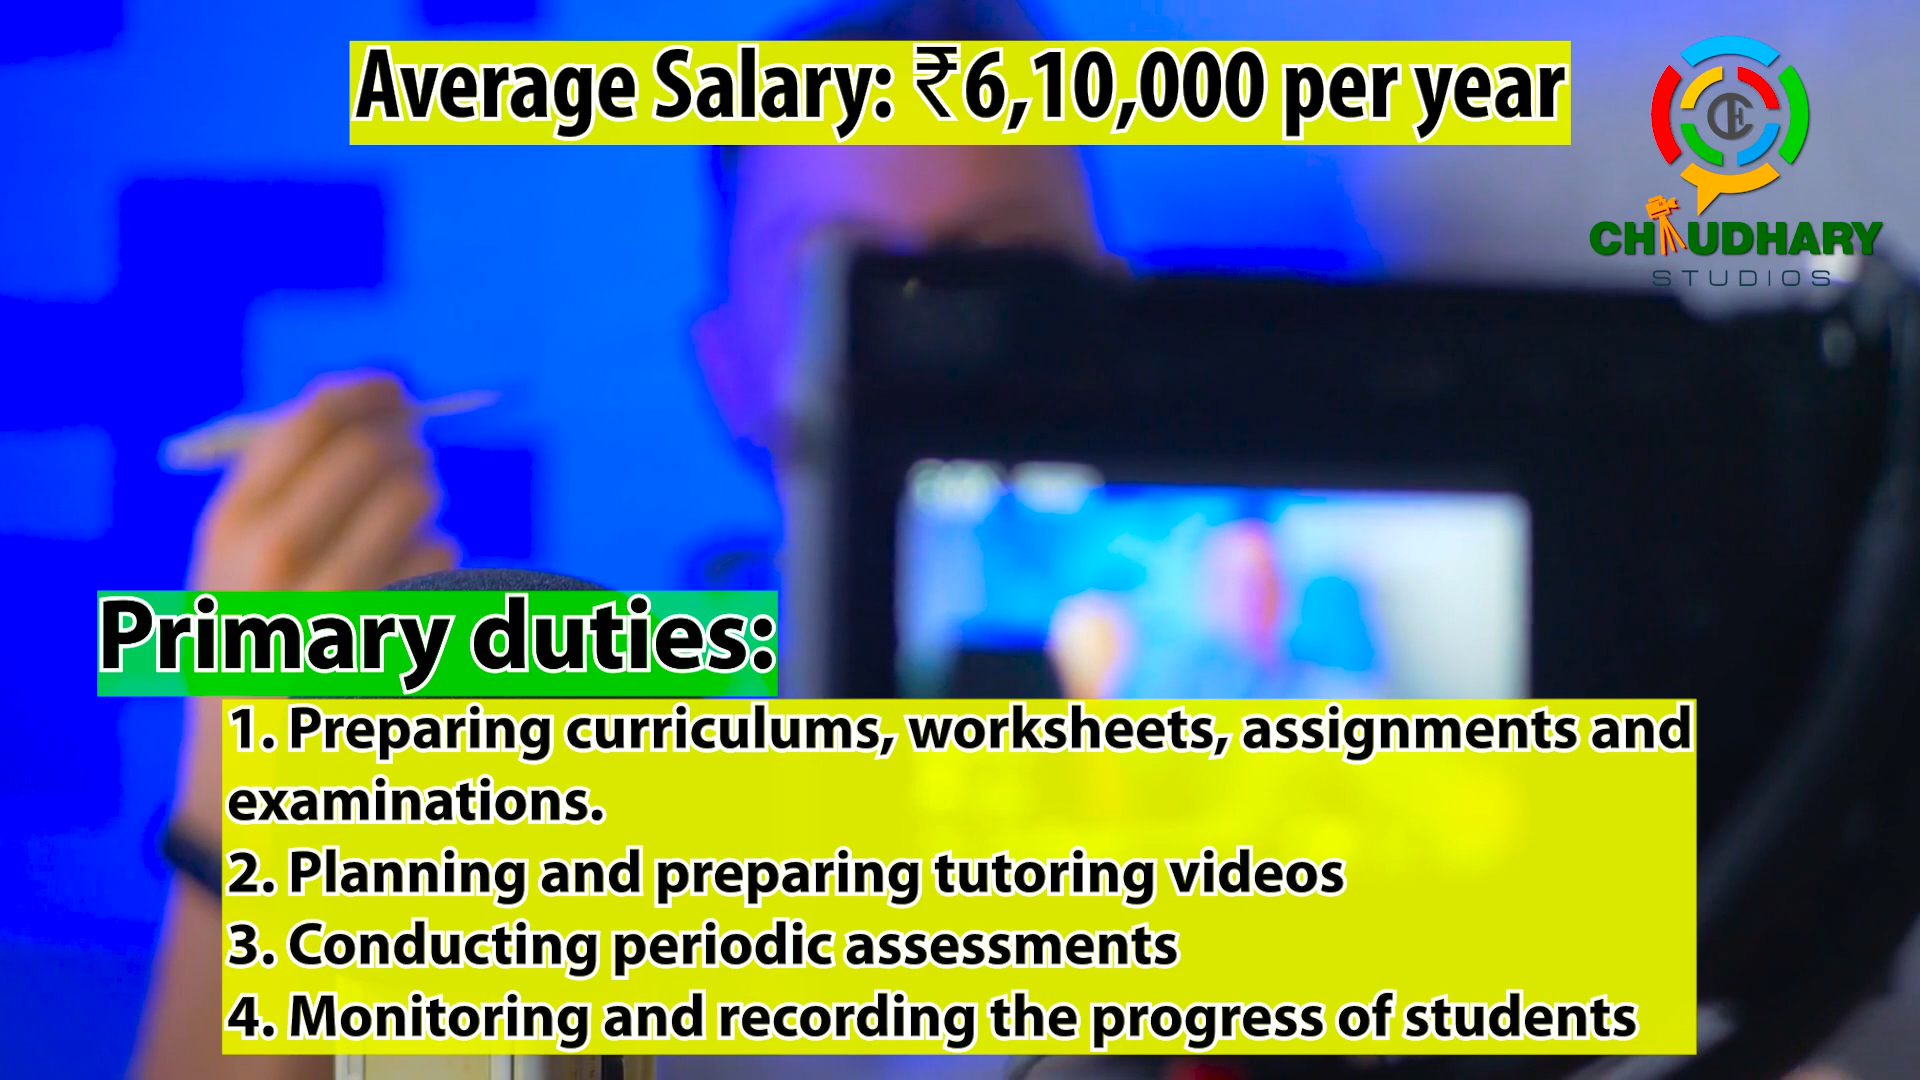 Average Salary: ₹6,10,000 per year
CHAUDHARY
STUDIOS
Primary duties:
1. Preparing curriculums, worksheets, assignments and
examinations.
2. Planning and preparing tutoring videos
3. Conducting periodic assessments
4. Monitoring and recording the progress of students